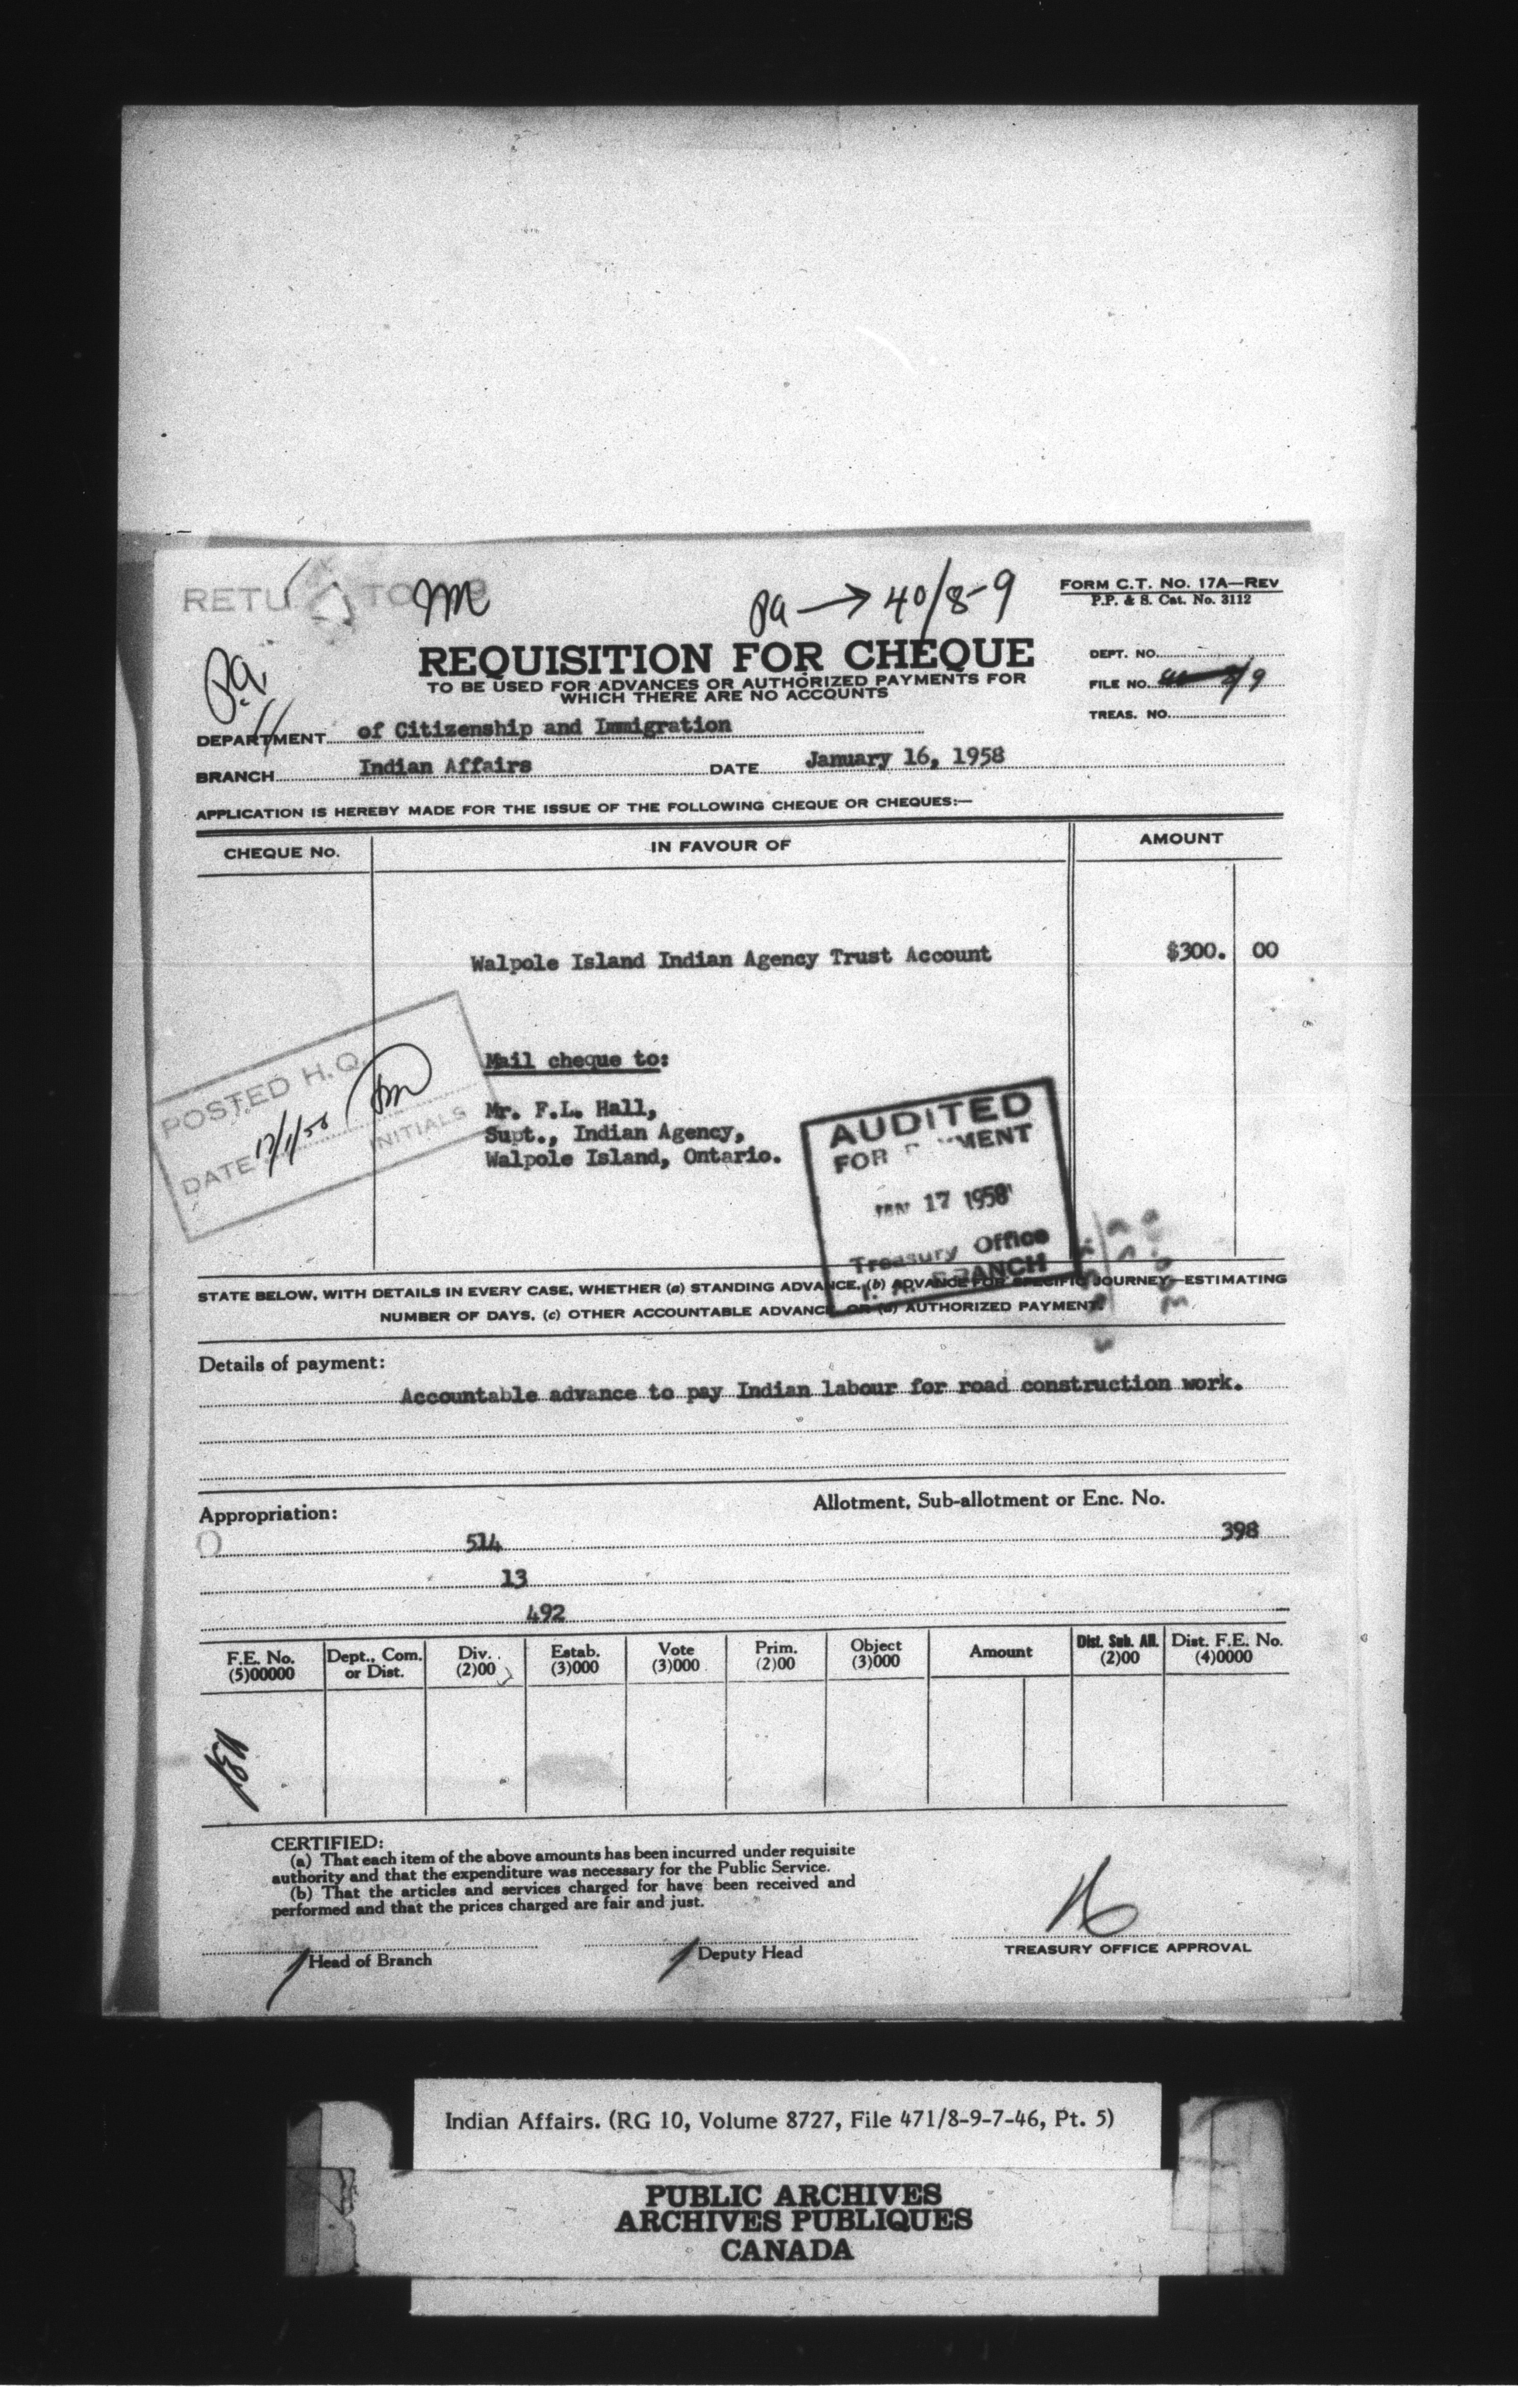 TO
PA → 40/8-9
FORM C.T. No. 17A—REV
P.P. & S. Cat. No. 3112
REQUISITION FOR CHEQUE
TO BE USED FOR ADVANCES OR AUTHORIZED PAYMENTS FOR
WHICH THERE ARE NO ACCOUNTS
DEPT. NO.
FILE NO. 9
TREAS. NO.
P.A.
DEPARTMENT of Citizenship and Immigration
BRANCH Indian Affairs DATE January 16, 1958
APPLICATION IS HEREBY MADE FOR THE ISSUE OF THE FOLLOWING CHEQUE OR CHEQUES:—
CHEQUE No. IN FAVOUR OF AMOUNT
Walpole Island Indian Agency Trust Account $300. 00
Mail cheque to:
Mr. F.L. Hall,
Supt., Indian Agency,
Walpole Island, Ontario.
POSTED H.Q.
DATE INITIALS
AUDITED
FOR
JAN 17 1958
Treasury Office
STATE BELOW, WITH DETAILS IN EVERY CASE, WHETHER (a) STANDING ADVANCE, (b) ADVANCE FOR SPECIFIC JOURNEY—ESTIMATING
NUMBER OF DAYS, (c) OTHER ACCOUNTABLE ADVANCE OR (d) AUTHORIZED PAYMENT.
Details of payment:
Accountable advance to pay Indian labour for road construction work.
Appropriation: Allotment, Sub-allotment or Enc. No.
514 398
13
492
F.E. No. Dept., Com. Div. Estab. Vote Prim. Object Amount Dist. Sub. All. Dist. F.E. No.
(5)00000 or Dist. (2)00 (3)000 (3)000 (2)00 (3)000 (2)00 (4)0000
CERTIFIED:
(a) That each item of the above amounts has been incurred under requisite
authority and that the expenditure was necessary for the Public Service.
(b) That the articles and services charged for have been received and
performed and that the prices charged are fair and just.
Head of Branch Deputy Head TREASURY OFFICE APPROVAL
Indian Affairs. (RG 10, Volume 8727, File 471/8-9-7-46, Pt. 5)
PUBLIC ARCHIVES
ARCHIVES PUBLIQUES
CANADA